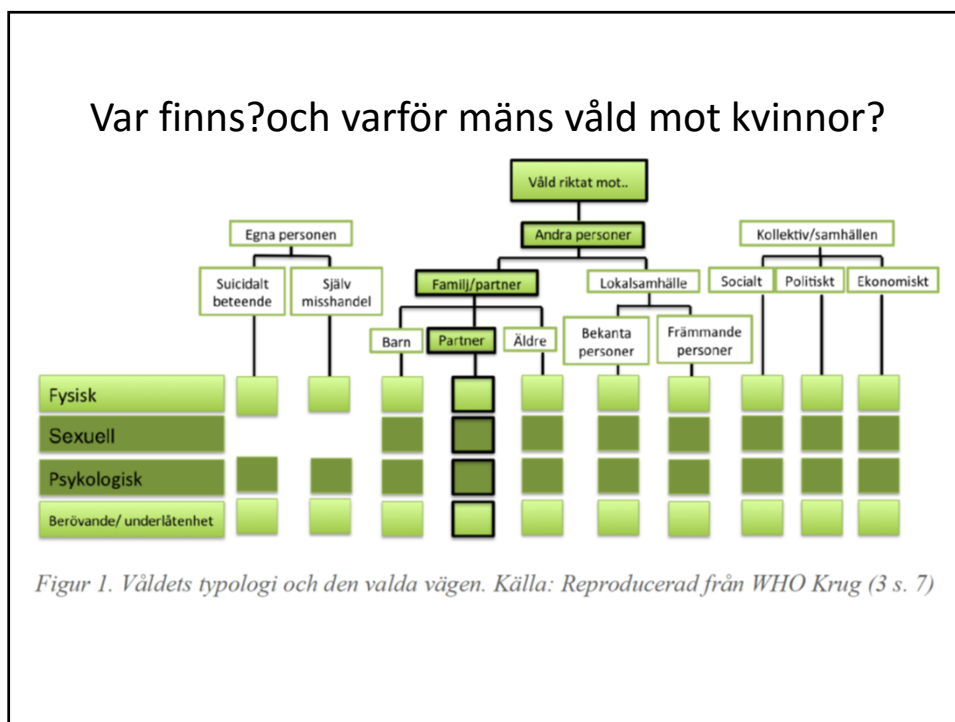 Var finns?och varför mäns våld mot kvinnor?
Våld riktat mot..
Egna personen
Andra personer
Kollektiv/samhällen
Suicidalt
beteende
Själv
misshandel
Familj/partner
Lokalsamhälle
Socialt
Politiskt
Ekonomiskt
Barn
Partner
Äldre
Bekanta
personer
Främmande
personer
Fysisk
Sexuell
Psykologisk
Berövande/ underlåtenhet
Figur 1. Våldets typologi och den valda vägen. Källa: Reproducerad från WHO Krug (3 s. 7)